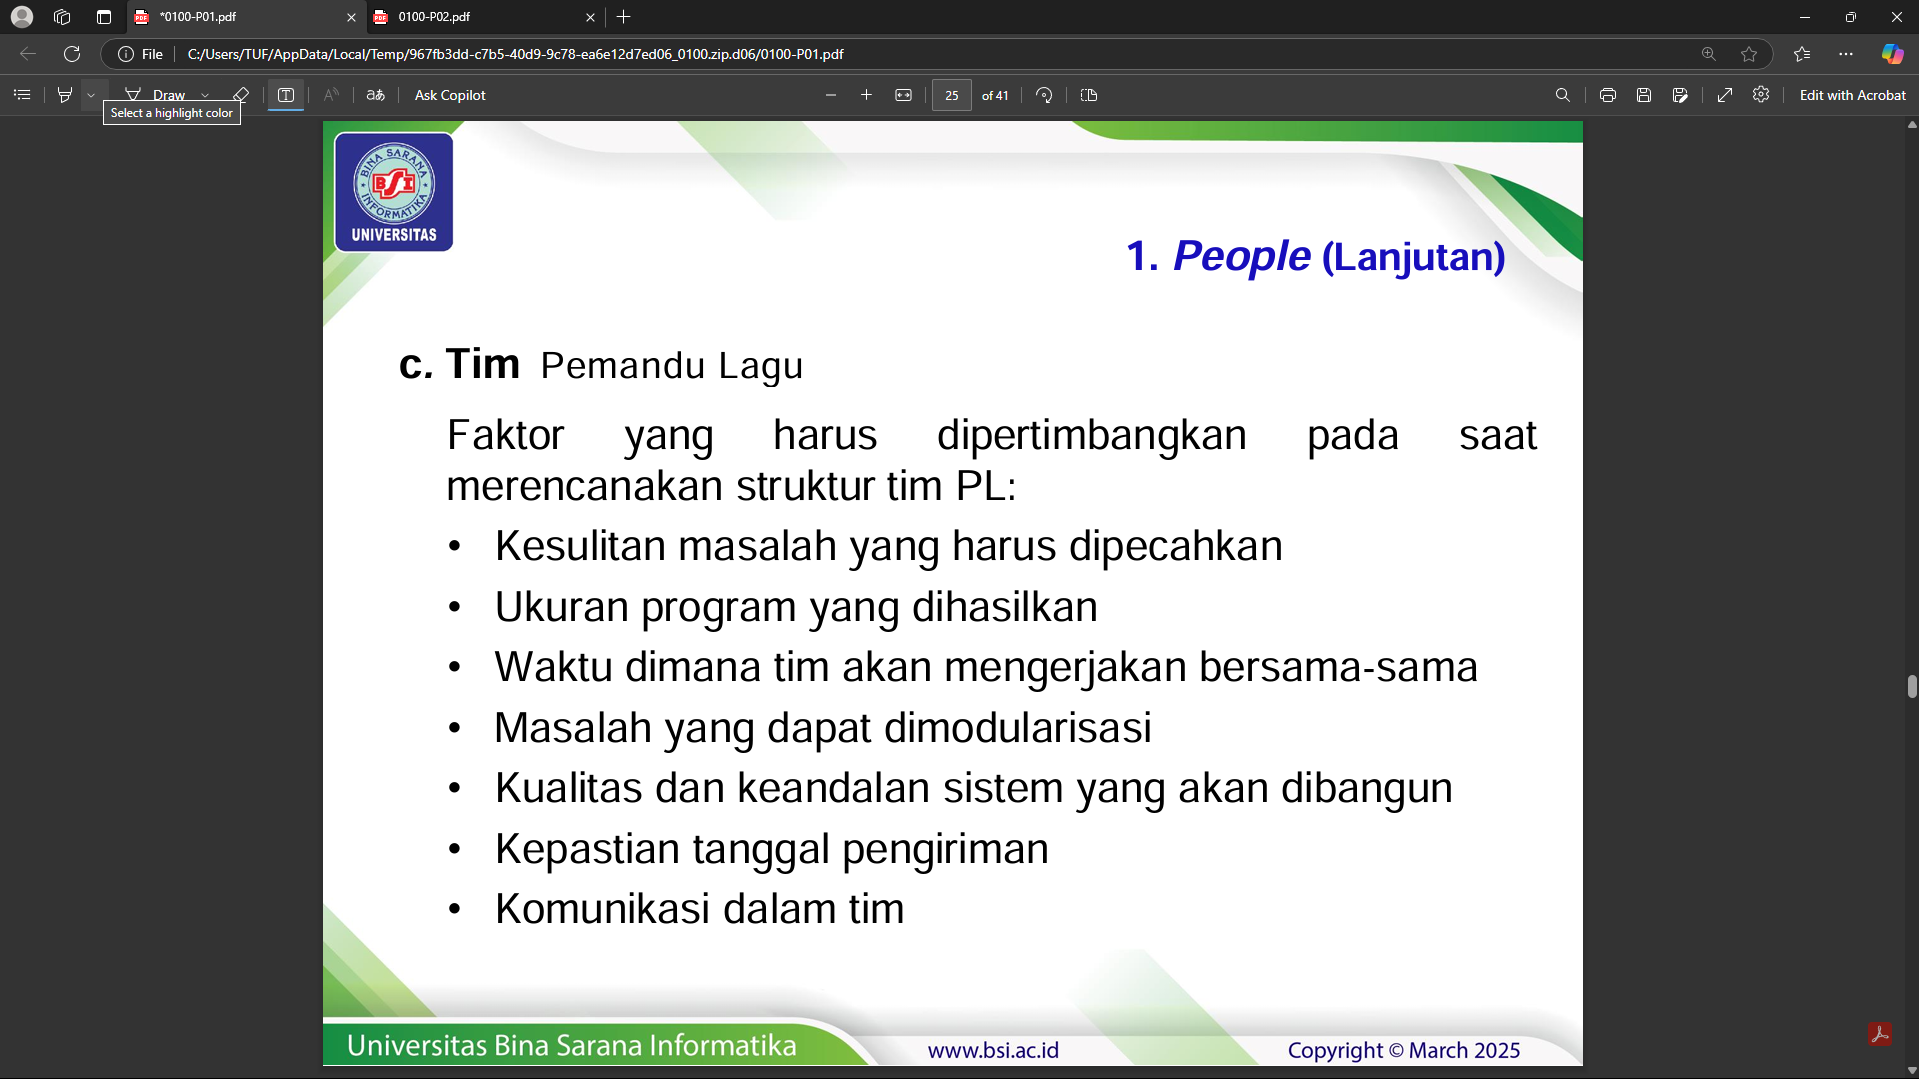 *0100-P01.pdf
0100-P02.pdf
File
C:/Users/TUF/AppData/Local/Temp/967fb3dd-c7b5-40d9-9c78-ea6e12d7ed06_0100.zip.d06/0100-P01.pdf
Draw
aあ
Ask Copilot
25 of 41
Edit with Acrobat
Select a highlight color
BINA SARANA
BSI
INFORMATIKA
UNIVERSITAS
1. People (Lanjutan)
c. Tim Pemandu Lagu
Faktor yang harus dipertimbangkan pada saat
merencanakan struktur tim PL:
• Kesulitan masalah yang harus dipecahkan
• Ukuran program yang dihasilkan
• Waktu dimana tim akan mengerjakan bersama-sama
• Masalah yang dapat dimodularisasi
• Kualitas dan keandalan sistem yang akan dibangun
• Kepastian tanggal pengiriman
• Komunikasi dalam tim
Universitas Bina Sarana Informatika
www.bsi.ac.id
Copyright © March 2025